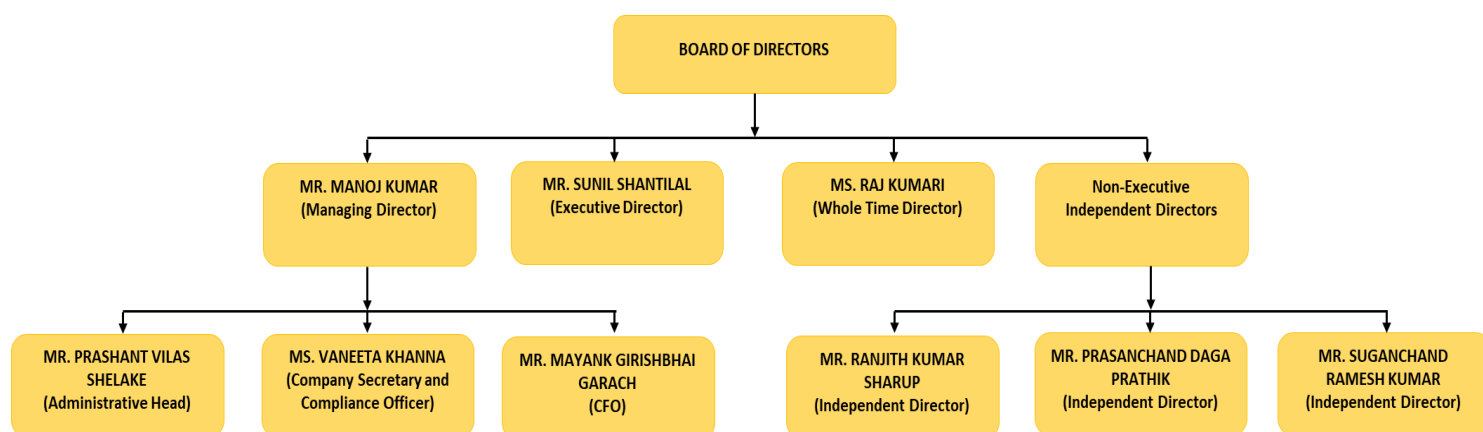 BOARD OF DIRECTORS
MR. MANOJ KUMAR
(Managing Director)
MR. SUNIL SHANTILAL
(Executive Director)
MS. RAJ KUMARI
(Whole Time Director)
Non-Executive
Independent Directors
MR. PRASHANT VILAS
SHELAKE
(Administrative Head)
MS. VANEETA KHANNA
(Company Secretary and
Compliance Officer)
MR. MAYANK GIRISHBHAI
GARACH
(CFO)
MR. RANJITH KUMAR
SHARUP
(Independent Director)
MR. PRASANCHAND DAGA
PRATHIK
(Independent Director)
MR. SUGANCHAND
RAMESH KUMAR
(Independent Director)